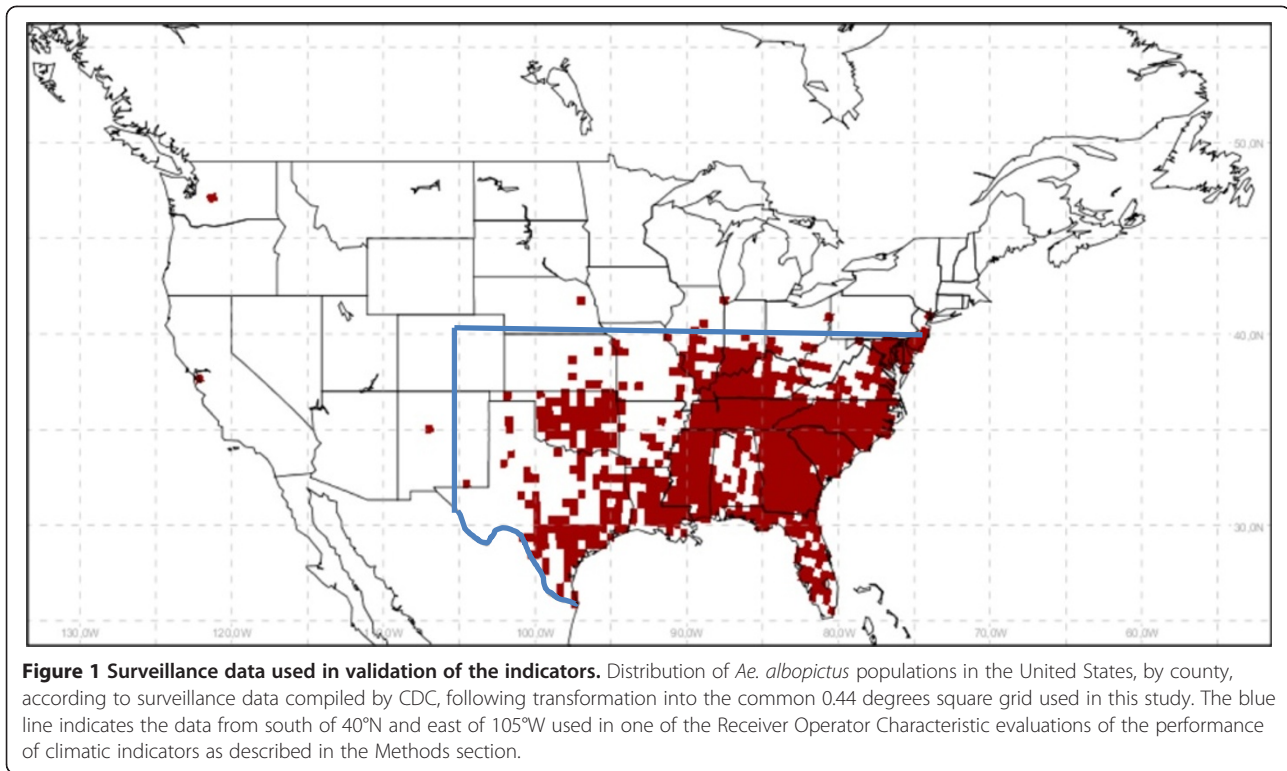 50,0N
40,0N
30,0N
130,0W 120,0W 100,0W 90,0W 80,0W 70,0W 60,0W
Figure 1 Surveillance data used in validation of the indicators. Distribution of Ae. albopictus populations in the United States, by county,
according to surveillance data compiled by CDC, following transformation into the common 0.44 degrees square grid used in this study. The blue
line indicates the data from south of 40°N and east of 105°W used in one of the Receiver Operator Characteristic evaluations of the performance
of climatic indicators as described in the Methods section.